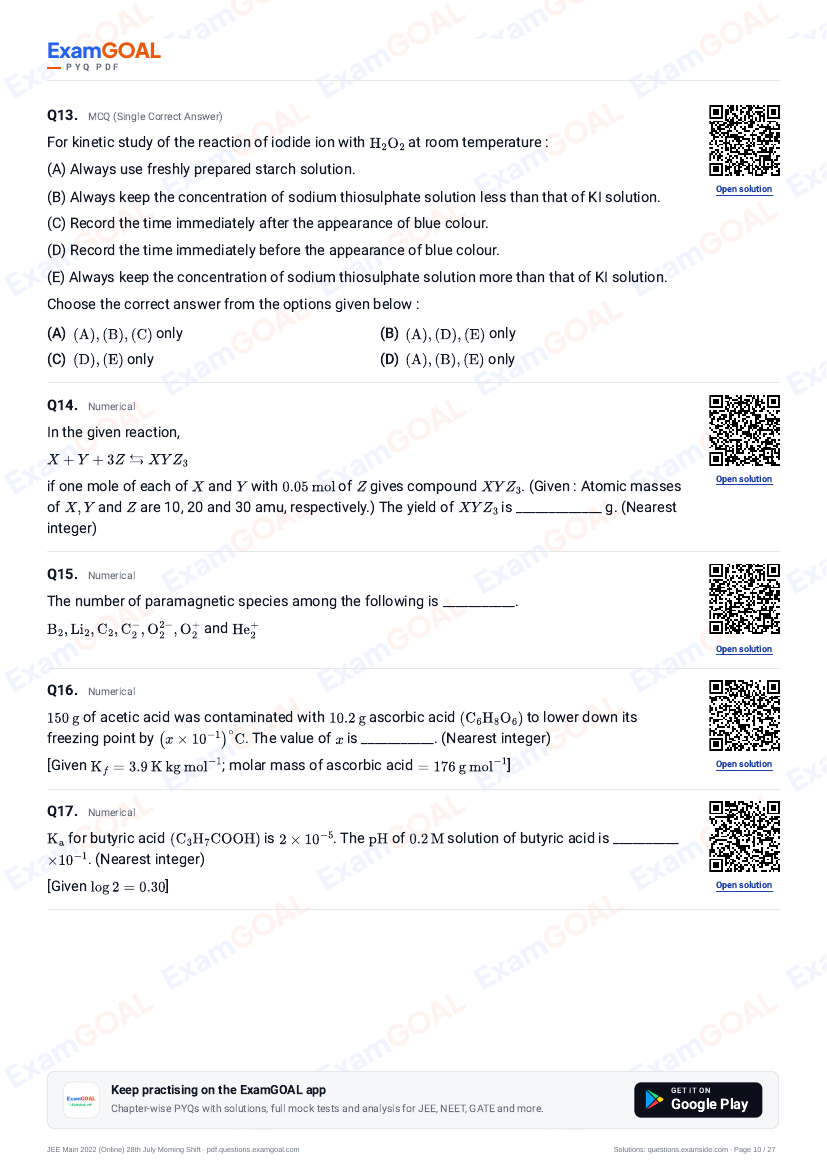 ExamGOAL
PYQ PDF
Q13. MCQ (Single Correct Answer)
For kinetic study of the reaction of iodide ion with H₂O₂ at room temperature :
(A) Always use freshly prepared starch solution.
(B) Always keep the concentration of sodium thiosulphate solution less than that of KI solution.
(C) Record the time immediately after the appearance of blue colour.
(D) Record the time immediately before the appearance of blue colour.
(E) Always keep the concentration of sodium thiosulphate solution more than that of KI solution.
Choose the correct answer from the options given below :
(A) (A), (B), (C) only
(B) (A), (D), (E) only
(C) (D), (E) only
(D) (A), (B), (E) only
Open solution
Q14. Numerical
In the given reaction,
X + Y + 3Z ⇆ XYZ₃
if one mole of each of X and Y with 0.05 mol of Z gives compound XYZ₃. (Given : Atomic masses
of X, Y and Z are 10, 20 and 30 amu, respectively.) The yield of XYZ₃ is ____________ g. (Nearest
integer)
Open solution
Q15. Numerical
The number of paramagnetic species among the following is __________.
B₂, Li₂, C₂, C₂⁻, O₂²⁻, O₂⁺ and He₂⁺
Open solution
Q16. Numerical
150 g of acetic acid was contaminated with 10.2 g ascorbic acid (C₆H₈O₆) to lower down its
freezing point by (x × 10⁻¹)°C. The value of x is __________. (Nearest integer)
[Given K_f = 3.9 K kg mol⁻¹; molar mass of ascorbic acid = 176 g mol⁻¹]
Open solution
Q17. Numerical
Kₐ for butyric acid (C₃H₇COOH) is 2 × 10⁻⁵. The pH of 0.2 M solution of butyric acid is _________
×10⁻¹. (Nearest integer)
[Given log 2 = 0.30]
Open solution
ExamGOAL
Keep practising on the ExamGOAL app
Chapter-wise PYQs with solutions, full mock tests and analysis for JEE, NEET, GATE and more.
GET IT ON
Google Play
JEE Main 2022 (Online) 28th July Morning Shift · pdf.questions.examgoal.com
Solutions: questions.examside.com · Page 10 / 27